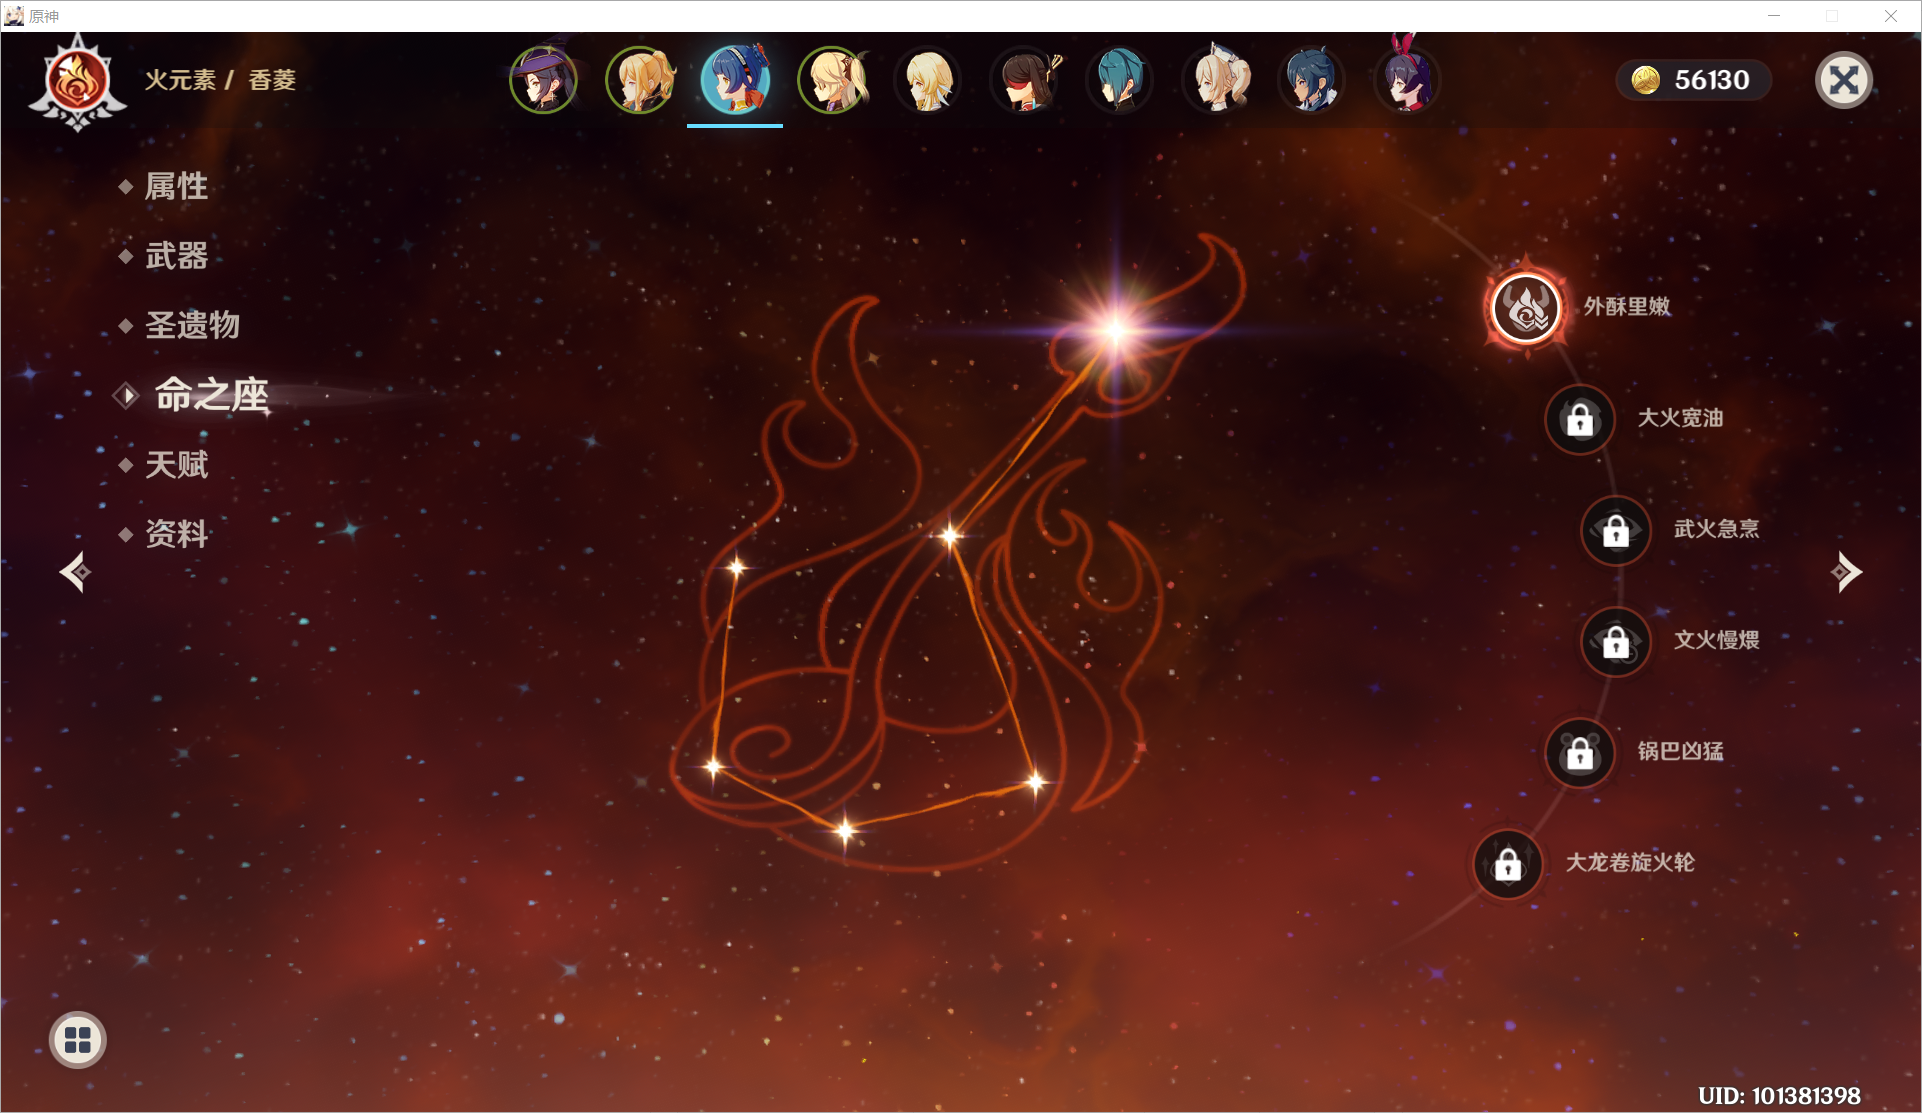 原神
火元素 / 香菱
56130
属性
武器
圣遗物
命之座
天赋
资料
外酥里嫩
大火宽油
武火急烹
文火慢煨
锅巴凶猛
大龙卷旋火轮
UID: 101381398